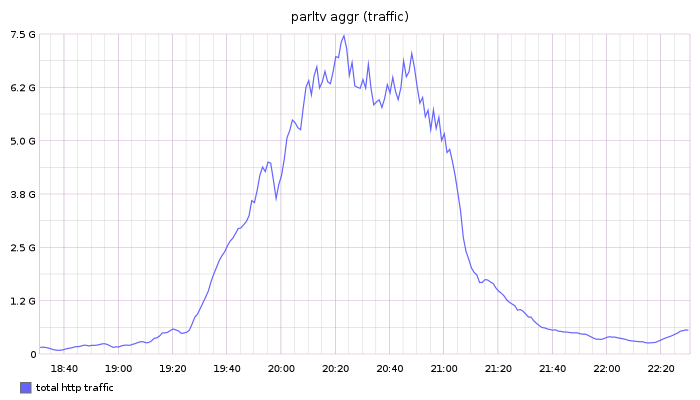 parltv aggr (traffic)
7.5 G
6.2 G
5.0 G
3.8 G
2.5 G
1.2 G
0
18:40 19:00 19:20 19:40 20:00 20:20 20:40 21:00 21:20 21:40 22:00 22:20
total http traffic